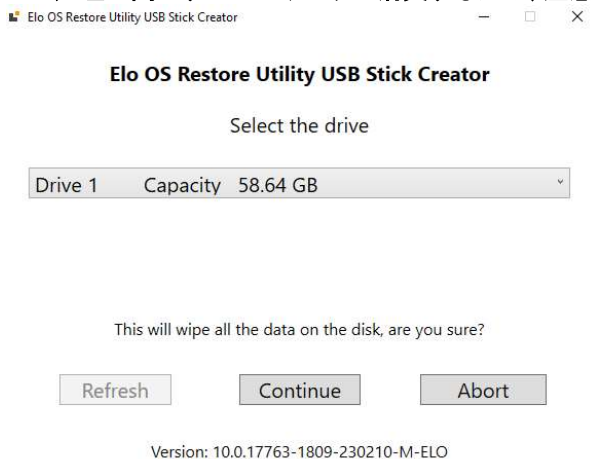 Elo OS Restore Utility USB Stick Creator
Elo OS Restore Utility USB Stick Creator
Select the drive
Drive 1 Capacity 58.64 GB
This will wipe all the data on the disk, are you sure?
Refresh Continue Abort
Version: 10.0.17763-1809-230210-M-ELO